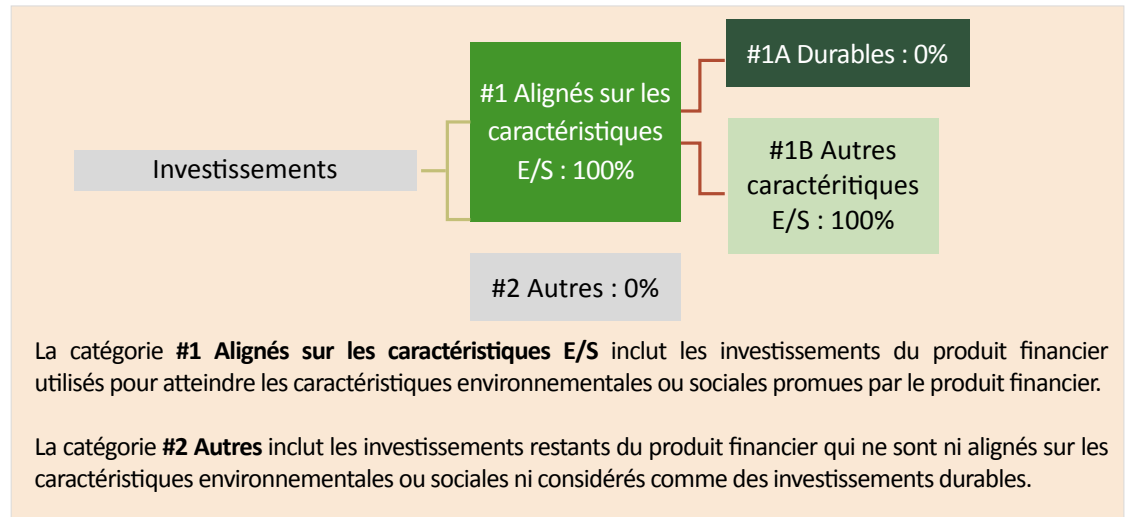 Investissements
#1 Alignés sur les
caractéristiques
E/S : 100%
#2 Autres : 0%
#1A Durables : 0%
#1B Autres
caractéritiques
E/S : 100%
La catégorie #1 Alignés sur les caractéristiques E/S inclut les investissements du produit financier
utilisés pour atteindre les caractéristiques environnementales ou sociales promues par le produit financier.
La catégorie #2 Autres inclut les investissements restants du produit financier qui ne sont ni alignés sur les
caractéristiques environnementales ou sociales ni considérés comme des investissements durables.